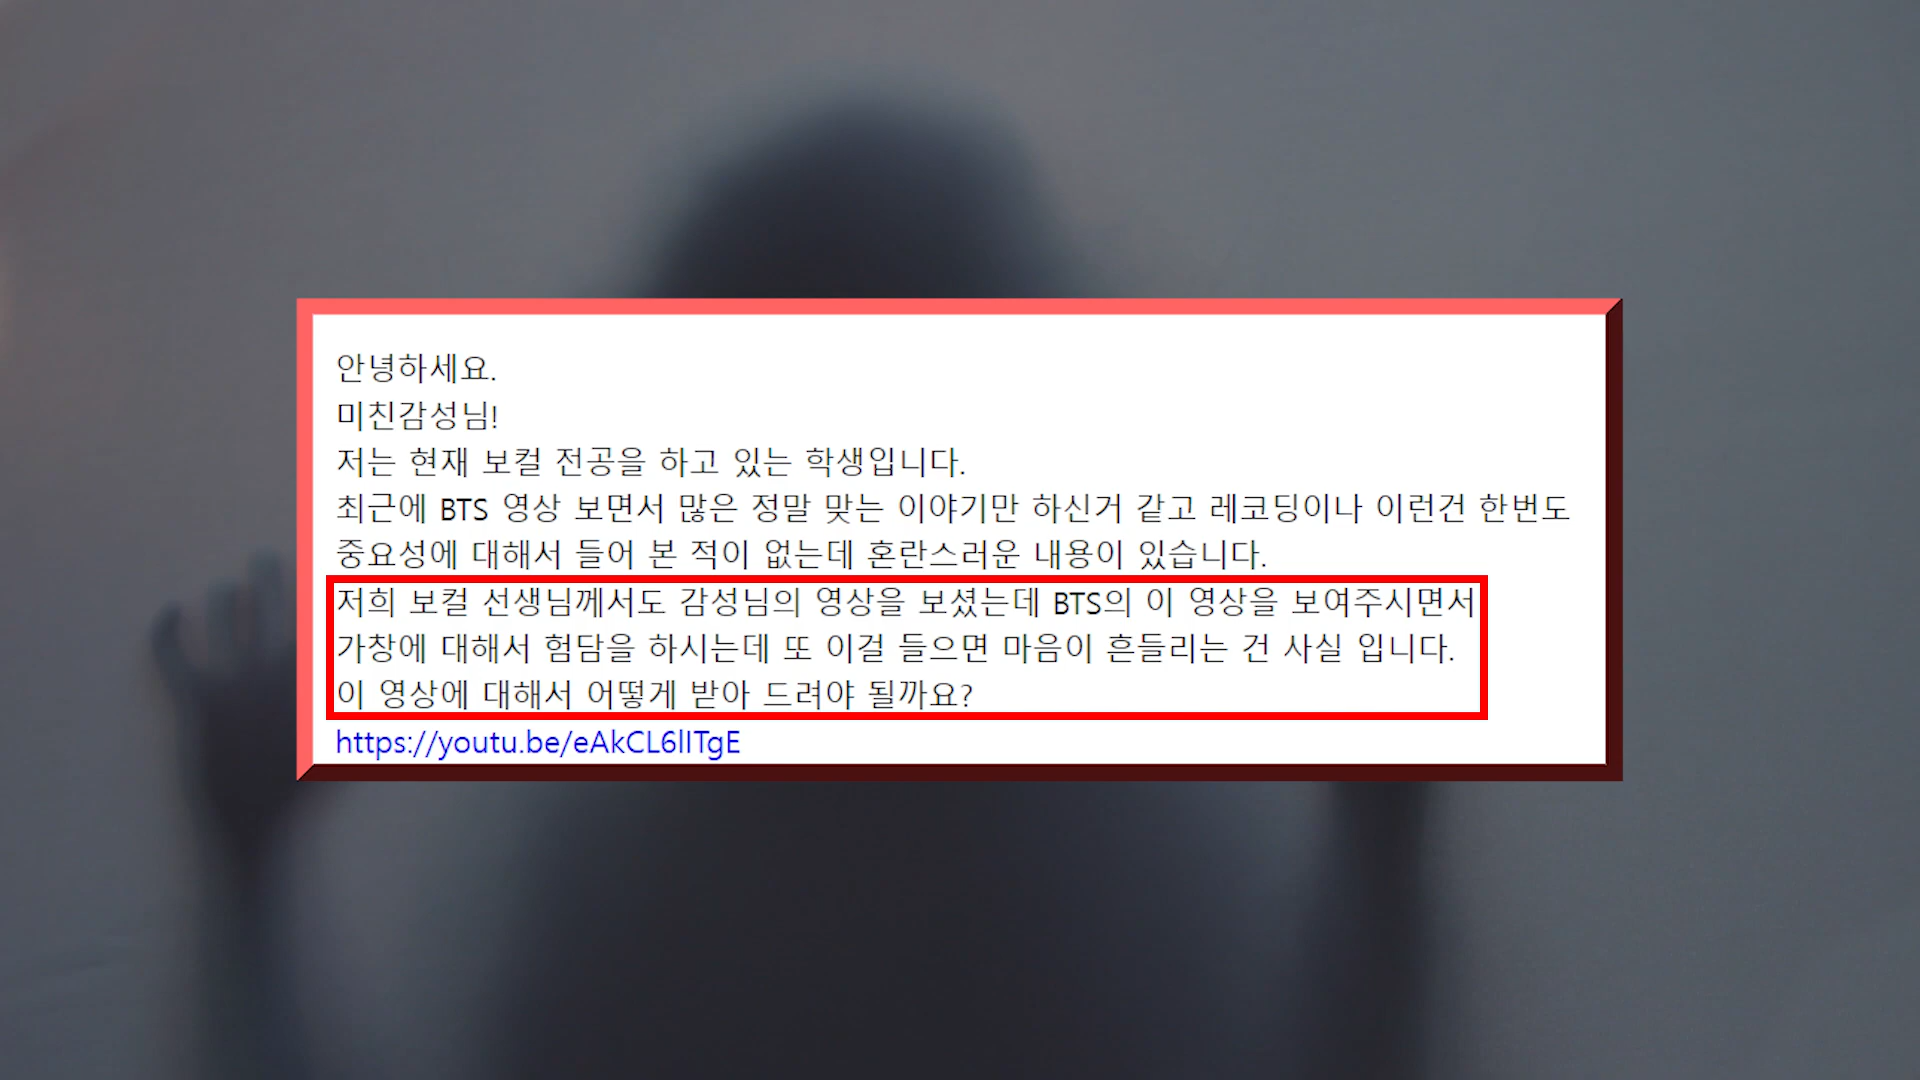 안녕하세요.
미친감성님!
저는 현재 보컬 전공을 하고 있는 학생입니다.
최근에 BTS 영상 보면서 많은 정말 맞는 이야기만 하신거 같고 레코딩이나 이런건 한번도
중요성에 대해서 들어 본 적이 없는데 혼란스러운 내용이 있습니다.
저희 보컬 선생님께서도 감성님의 영상을 보셨는데 BTS의 이 영상을 보여주시면서
가창에 대해서 험담을 하시는데 또 이걸 들으면 마음이 흔들리는 건 사실 입니다.
이 영상에 대해서 어떻게 받아 드려야 될까요?
https://youtu.be/eAkCL6lITgE